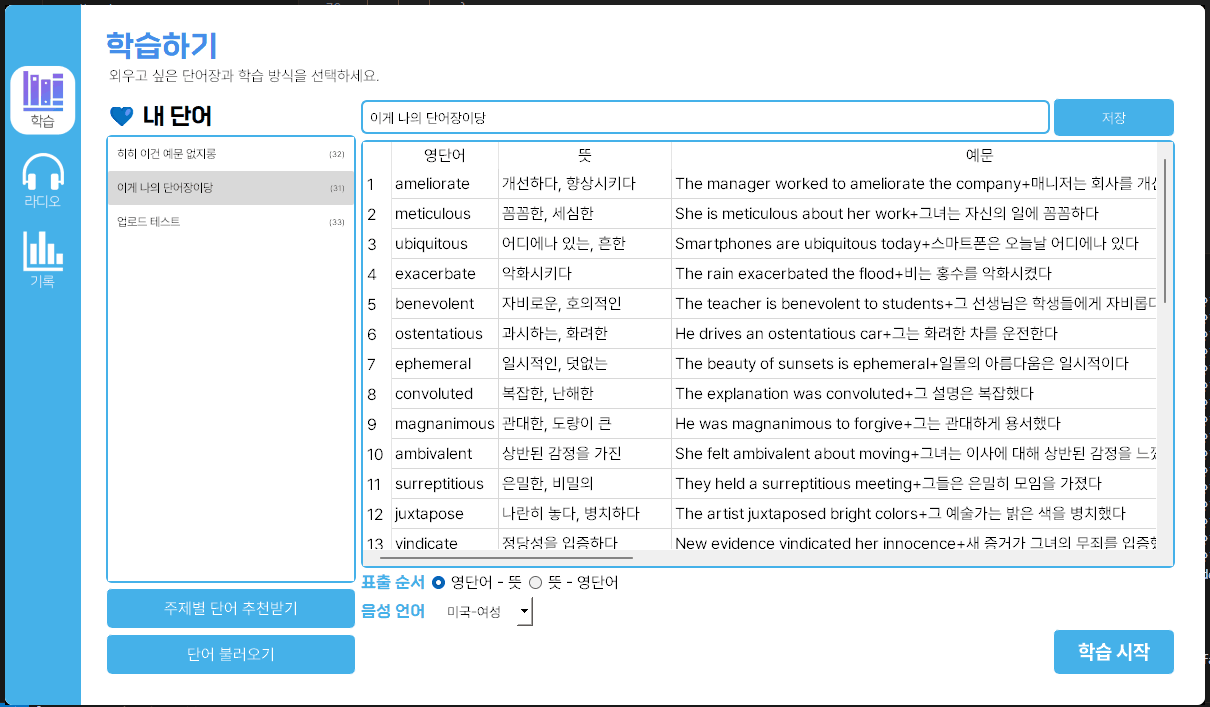 학습하기
외우고 싶은 단어장과 학습 방식을 선택하세요.
학습
라디오
기록
내 단어
히히 이건 예문 없지롱 (32)
이게 나의 단어장이당 (31)
업로드 테스트 (33)
주제별 단어 추천받기
단어 불러오기
이게 나의 단어장이당 저장
영단어 뜻 예문
1 ameliorate 개선하다, 향상시키다 The manager worked to ameliorate the company+매니저는 회사를
2 meticulous 꼼꼼한, 세심한 She is meticulous about her work+그녀는 자신의 일에 꼼꼼하다
3 ubiquitous 어디에나 있는, 흔한 Smartphones are ubiquitous today+스마트폰은 오늘날 어디에나 있다
4 exacerbate 악화시키다 The rain exacerbated the flood+비는 홍수를 악화시켰다
5 benevolent 자비로운, 호의적인 The teacher is benevolent to students+그 선생님은 학생들에게 자비롭다
6 ostentatious 과시하는, 화려한 He drives an ostentatious car+그는 화려한 차를 운전한다
7 ephemeral 일시적인, 덧없는 The beauty of sunsets is ephemeral+일몰의 아름다움은 일시적이다
8 convoluted 복잡한, 난해한 The explanation was convoluted+그 설명은 복잡했다
9 magnanimous 관대한, 도량이 큰 He was magnanimous to forgive+그는 관대하게 용서했다
10 ambivalent 상반된 감정을 가진 She felt ambivalent about moving+그녀는 이사에 대해 상반된 감정을
11 surreptitious 은밀한, 비밀의 They held a surreptitious meeting+그들은 은밀히 모임을 가졌다
12 juxtapose 나란히 놓다, 병치하다 The artist juxtaposed bright colors+그 예술가는 밝은 색을 병치했다
13 vindicate 정당성을 입증하다 New evidence vindicated her innocence+새 증거가 그녀의 무죄를
표출 순서 영단어 - 뜻 뜻 - 영단어
음성 언어 미국-여성
학습 시작